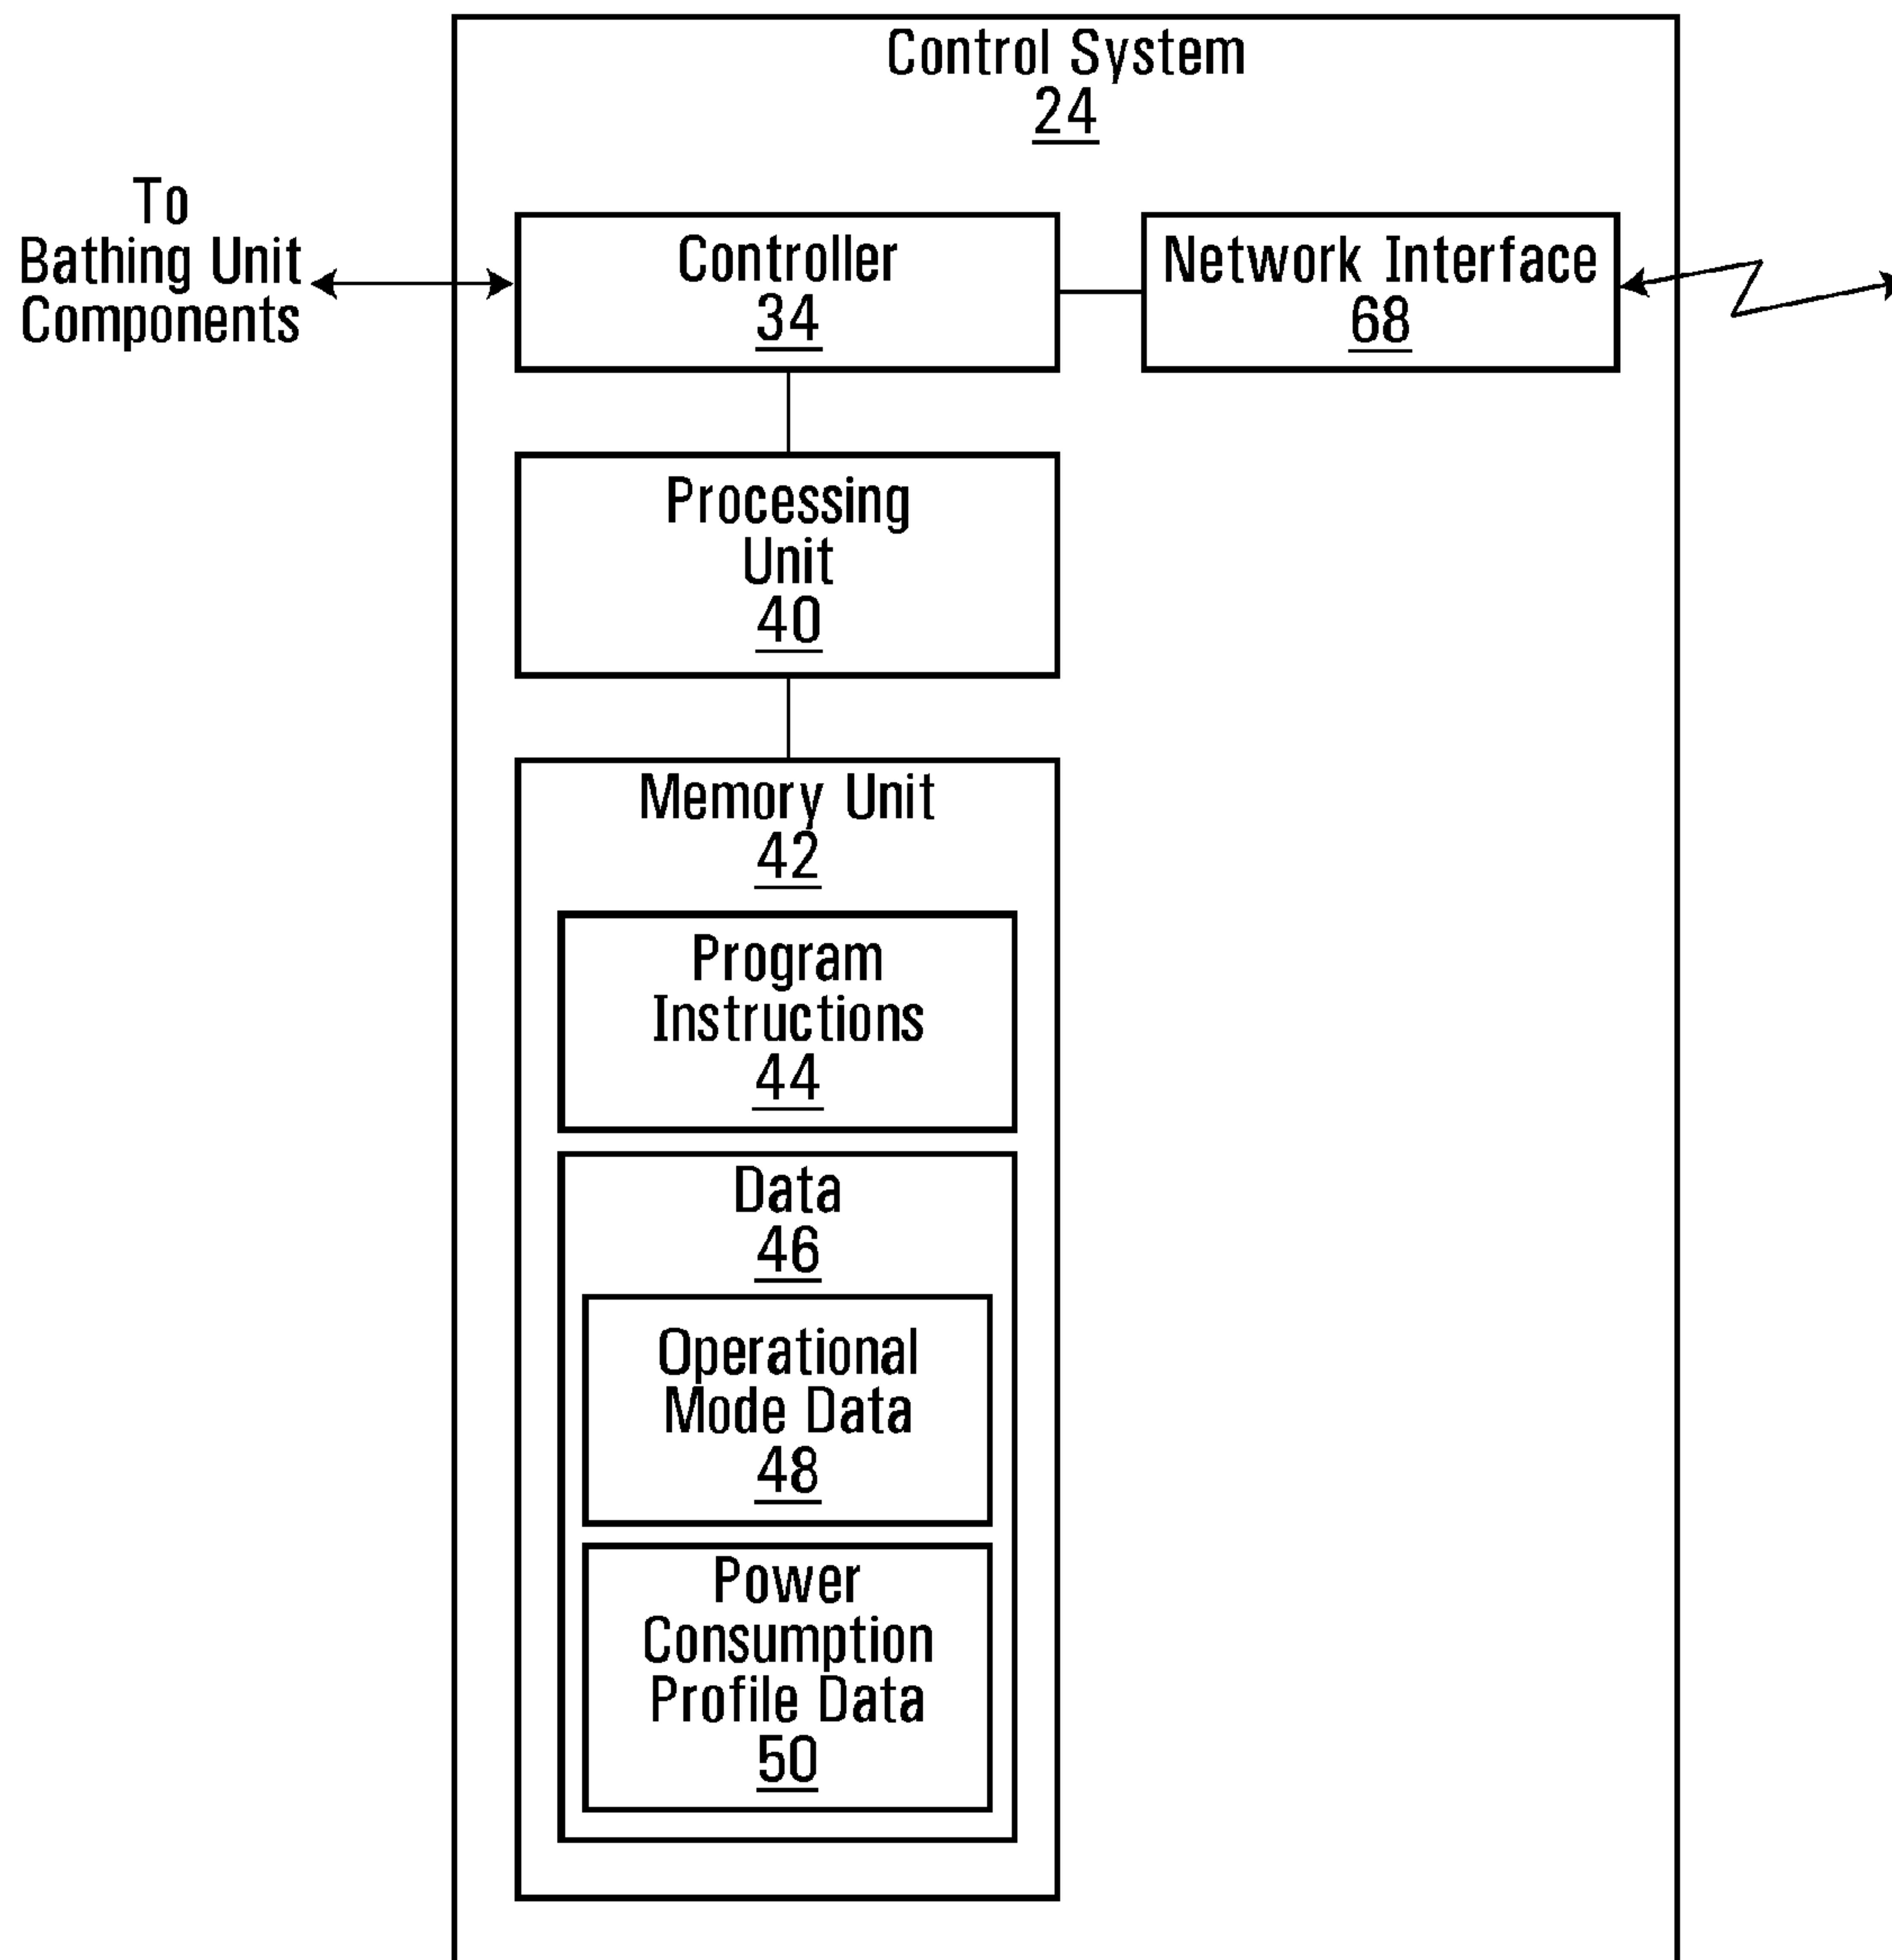 Control System
24
To
Bathing Unit
Components
Controller
34
Network Interface
68
Processing
Unit
40
Memory Unit
42
Program
Instructions
44
Data
46
Operational
Mode Data
48
Power
Consumption
Profile Data
50